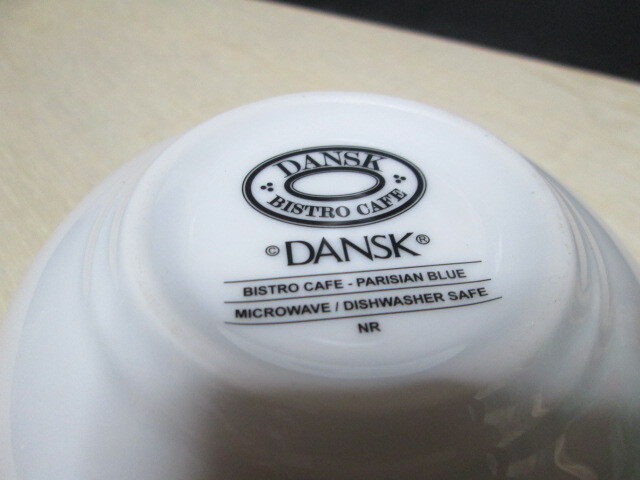 DANSK
BISTRO CAFE
© DANSK ®
BISTRO CAFE - PARISIAN BLUE
MICROWAVE / DISHWASHER SAFE
NR